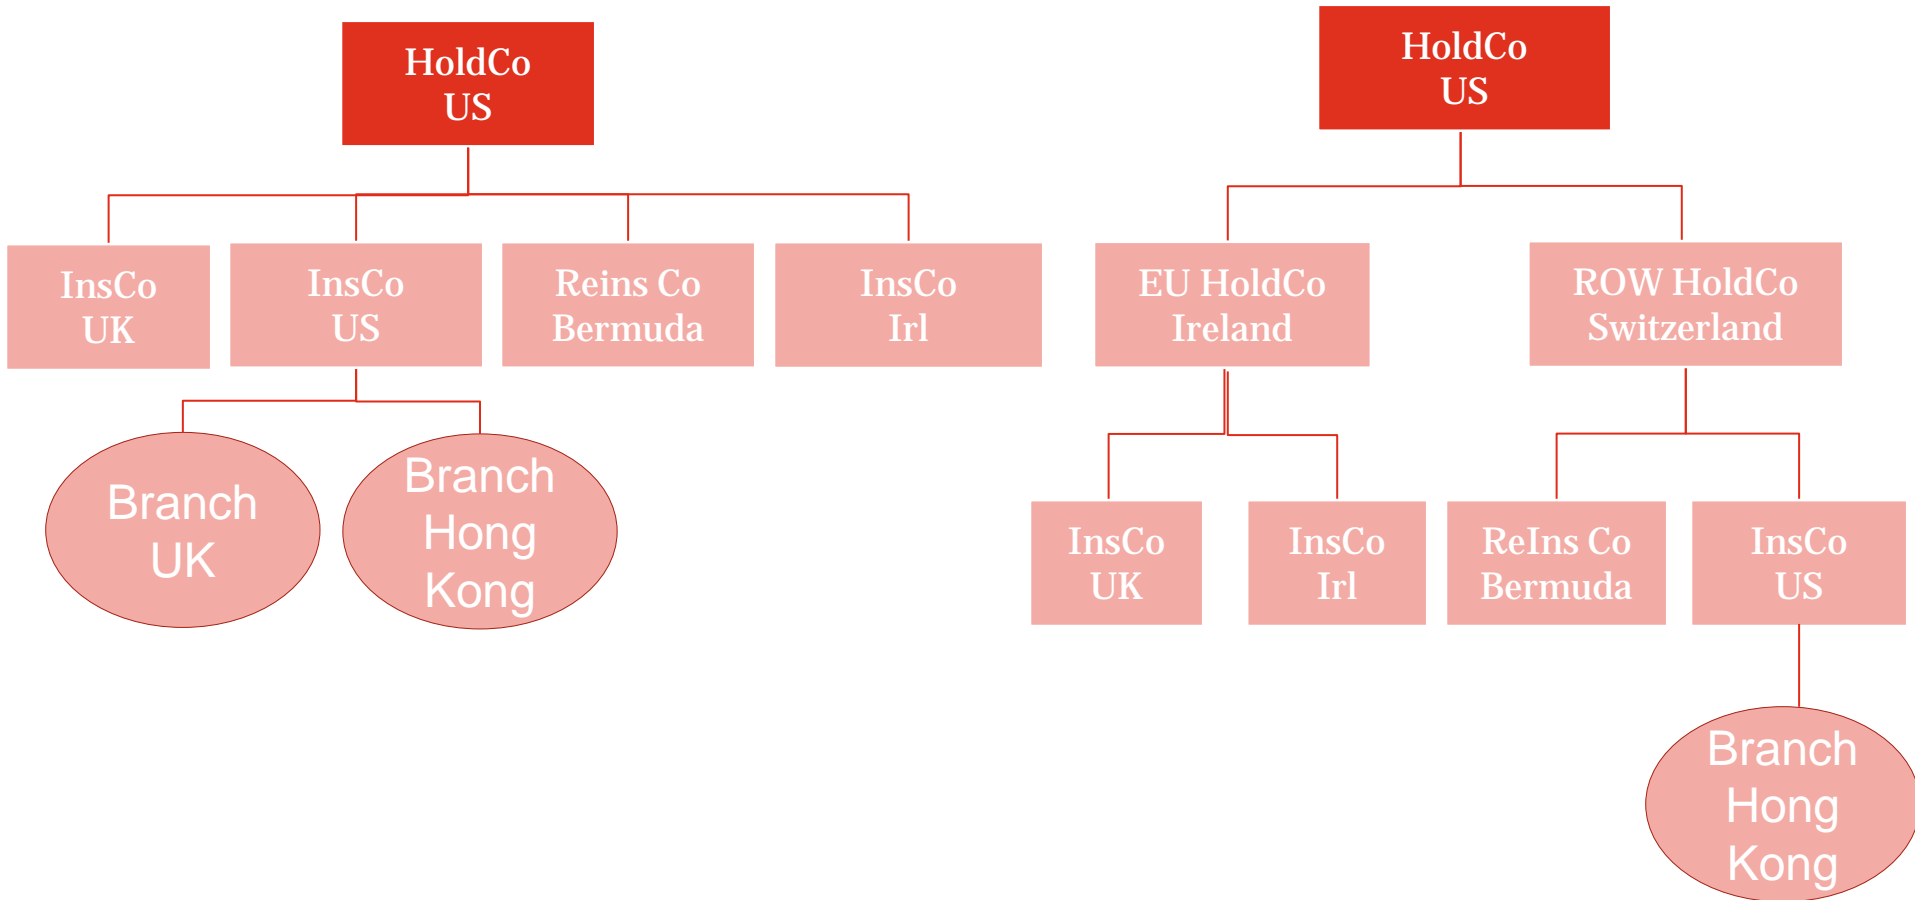 HoldCo
US
InsCo
UK
InsCo
US
Reins Co
Bermuda
InsCo
Irl
Branch
UK
Branch
Hong
Kong
HoldCo
US
EU HoldCo
Ireland
ROW HoldCo
Switzerland
InsCo
UK
InsCo
Irl
ReIns Co
Bermuda
InsCo
US
Branch
Hong
Kong